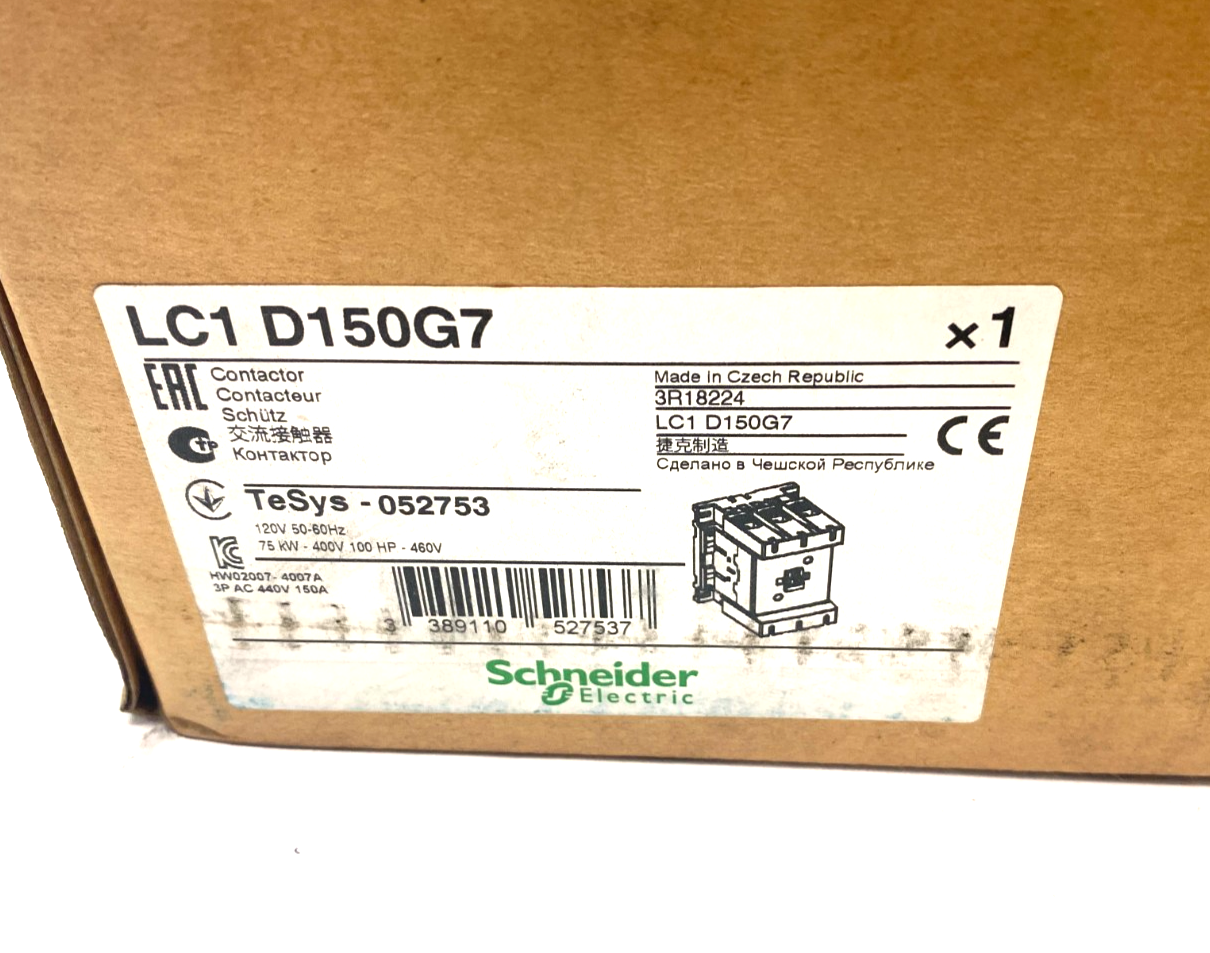 LC1 D150G7
×1
EAC
Contactor
Contacteur
Schütz
交流接触器
Контактор
Made in Czech Republic
3R18224
LC1 D150G7
捷克制造
Сделано в Чешской Республике
CE
TeSys - 052753
120V 50-60Hz
75 kW - 400V 100 HP - 460V
HW02007- 4007A
3P AC 440V 150A
3 389110 527537
Schneider
Electric